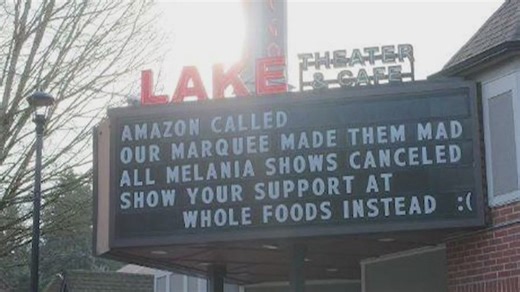 LAKE THEATER
& CAFE
AMAZON CALLED
OUR MARQUEE MADE THEM MAD
ALL MELANIA SHOWS CANCELED
SHOW YOUR SUPPORT AT
WHOLE FOODS INSTEAD :(